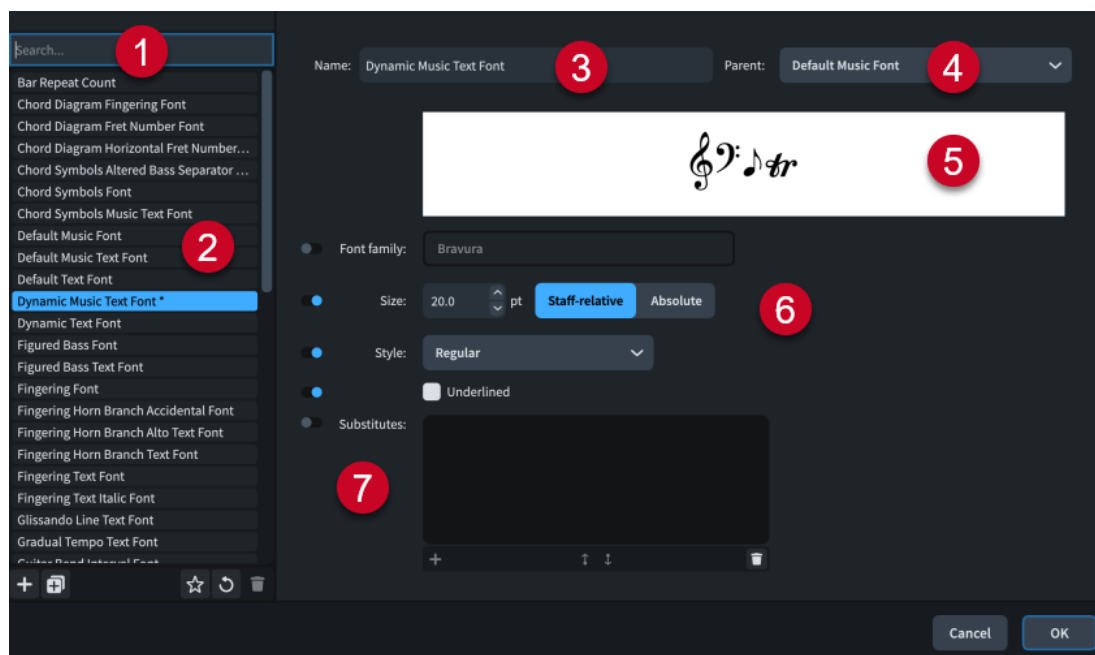 Search...
1
Bar Repeat Count
Chord Diagram Fingering Font
Chord Diagram Fret Number Font
Chord Diagram Horizontal Fret Number...
Chord Symbols Altered Bass Separator ...
Chord Symbols Font
Chord Symbols Music Text Font
Default Music Font
2
Default Music Text Font
Default Text Font
Dynamic Music Text Font *
Dynamic Text Font
Figured Bass Font
Figured Bass Text Font
Fingering Font
Fingering Horn Branch Accidental Font
Fingering Horn Branch Alto Text Font
Fingering Horn Branch Text Font
Fingering Text Font
Fingering Text Italic Font
Glissando Line Text Font
Gradual Tempo Text Font
Guitar Bend Interval Font
Name: Dynamic Music Text Font 3 Parent: Default Music Font 4
tr
5
Font family: Bravura
Size: 20.0 pt Staff-relative Absolute
6
Style: Regular
Underlined
Substitutes:
7
Cancel OK